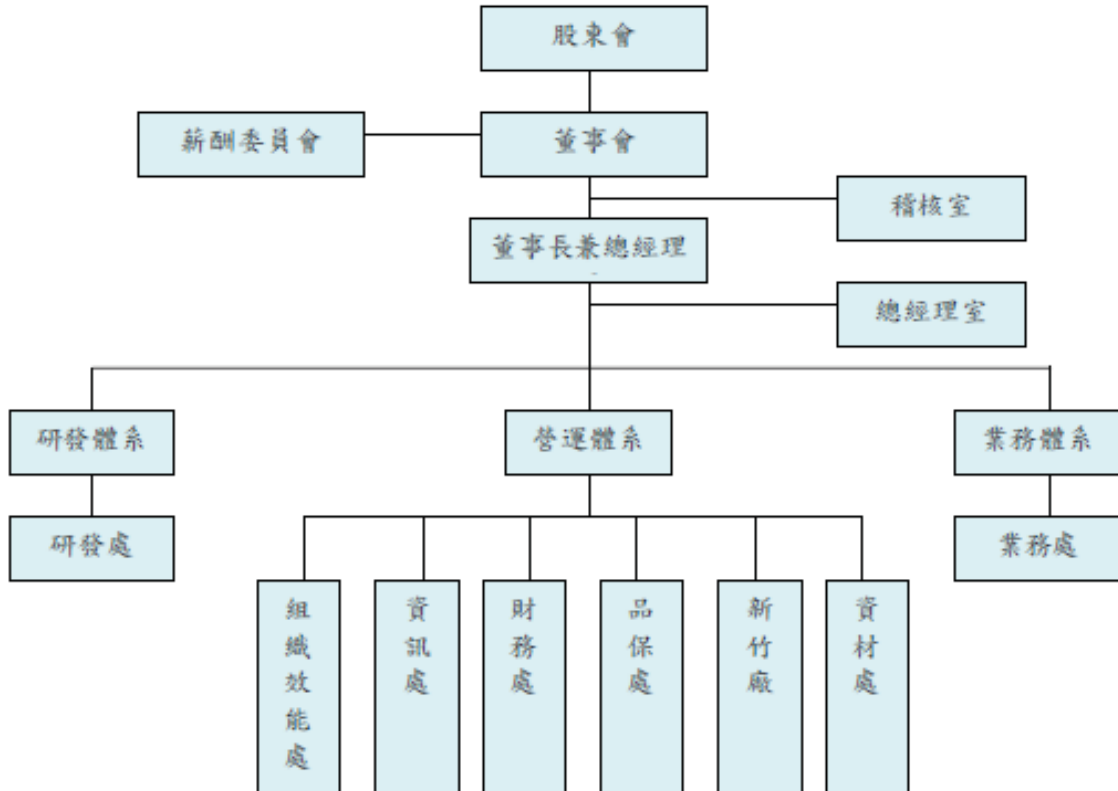 股東會
薪酬委員會
董事會
稽核室
董事長兼總經理
總經理室
研發體系
營運體系
業務體系
研發處
業務處
組織效能處
資訊處
財務處
品保處
新竹廠
資材處